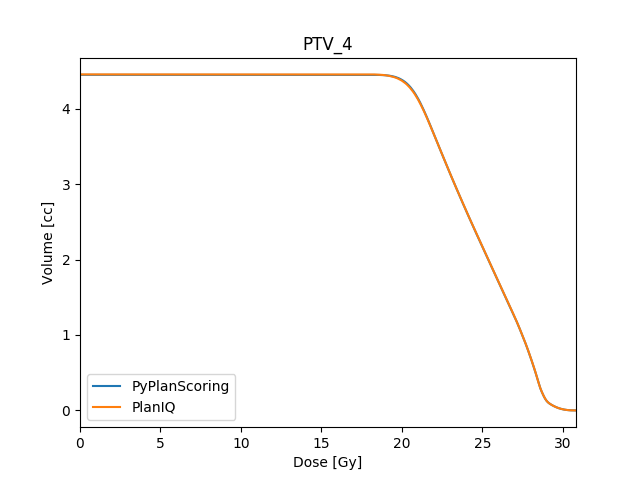 PTV_4
Volume [cc]
4
3
2
1
0
PyPlanScoring
PlanIQ
0 5 10 15 20 25 30
Dose [Gy]